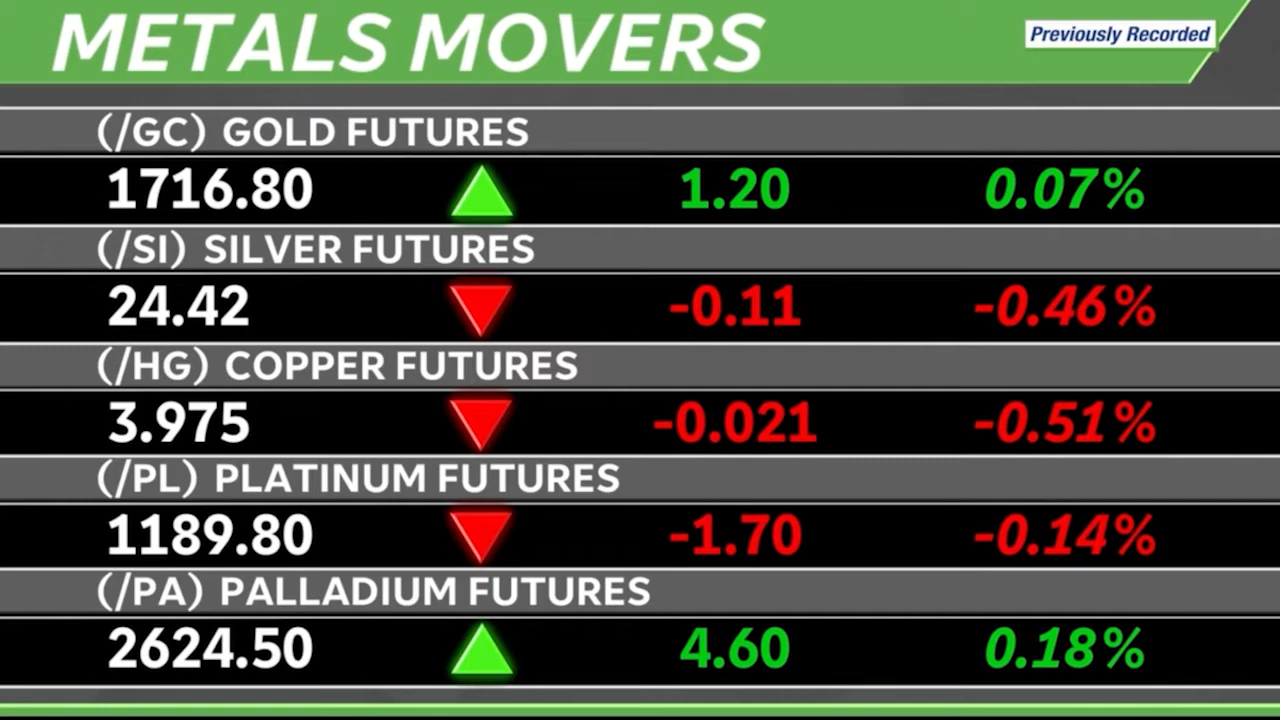 METALS MOVERS
Previously Recorded
(/GC) GOLD FUTURES
1716.80 1.20 0.07%
(/SI) SILVER FUTURES
24.42 -0.11 -0.46%
(/HG) COPPER FUTURES
3.975 -0.021 -0.51%
(/PL) PLATINUM FUTURES
1189.80 -1.70 -0.14%
(/PA) PALLADIUM FUTURES
2624.50 4.60 0.18%